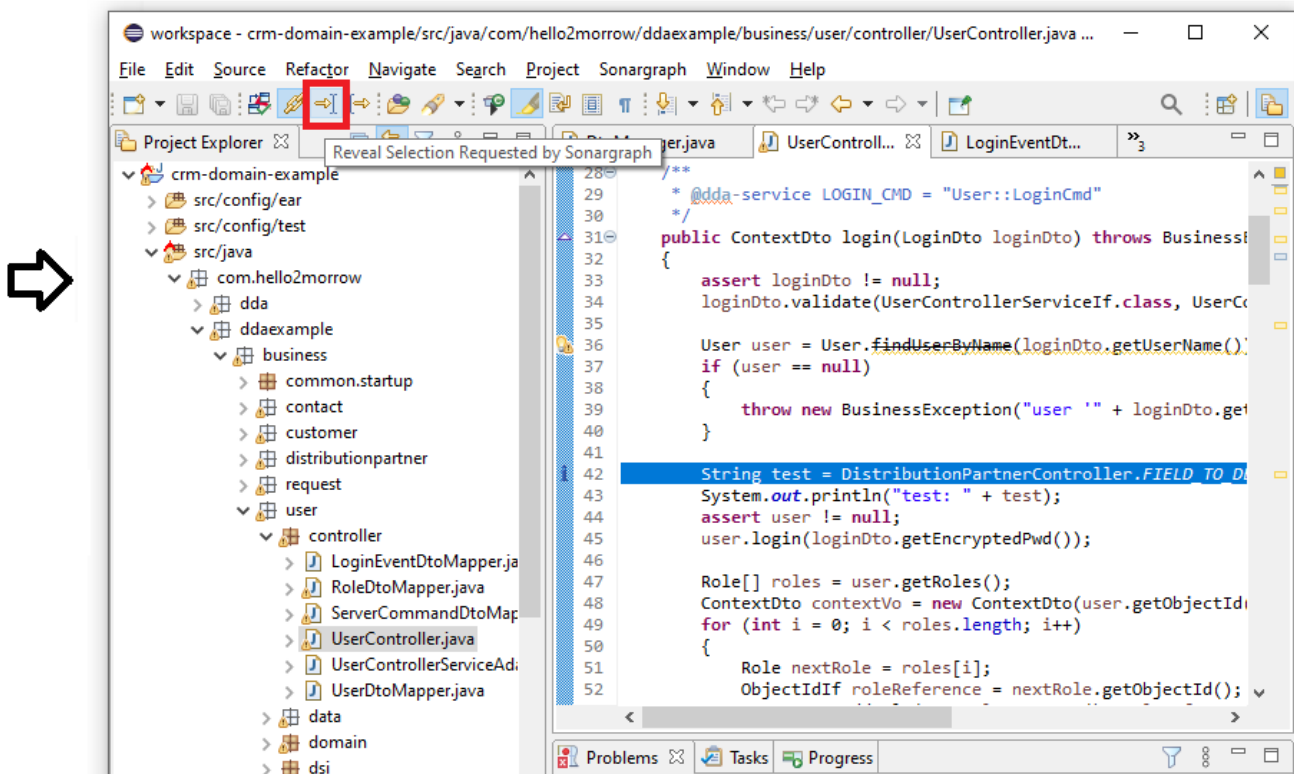 workspace - crm-domain-example/src/java/com/hello2morrow/ddaexample/business/user/controller/UserController.java ...
File Edit Source Refactor Navigate Search Project Sonargraph Window Help
Project Explorer
ger.java UserControll... LoginEventDt... »3
Reveal Selection Requested by Sonargraph
crm-domain-example
src/config/ear
src/config/test
src/java
com.hello2morrow
dda
ddaexample
business
common.startup
contact
customer
distributionpartner
request
user
controller
LoginEventDtoMapper.ja
RoleDtoMapper.java
ServerCommandDtoMap
UserController.java
UserControllerServiceAda
UserDtoMapper.java
data
domain
dsi
28 /**
29 * @dda-service LOGIN_CMD = "User::LoginCmd"
30 */
31 public ContextDto login(LoginDto loginDto) throws BusinessE
32 {
33 assert loginDto != null;
34 loginDto.validate(UserControllerServiceIf.class, UserCo
35
36 User user = User.findUserByName(loginDto.getUserName()
37 if (user == null)
38 {
39 throw new BusinessException("user '" + loginDto.get
40 }
41
42 String test = DistributionPartnerController.FIELD_TO_DE
43 System.out.println("test: " + test);
44 assert user != null;
45 user.login(loginDto.getEncryptedPwd());
46
47 Role[] roles = user.getRoles();
48 ContextDto contextVo = new ContextDto(user.getObjectId(
49 for (int i = 0; i < roles.length; i++)
50 {
51 Role nextRole = roles[i];
52 ObjectIdIf roleReference = nextRole.getObjectId();
Problems Tasks Progress